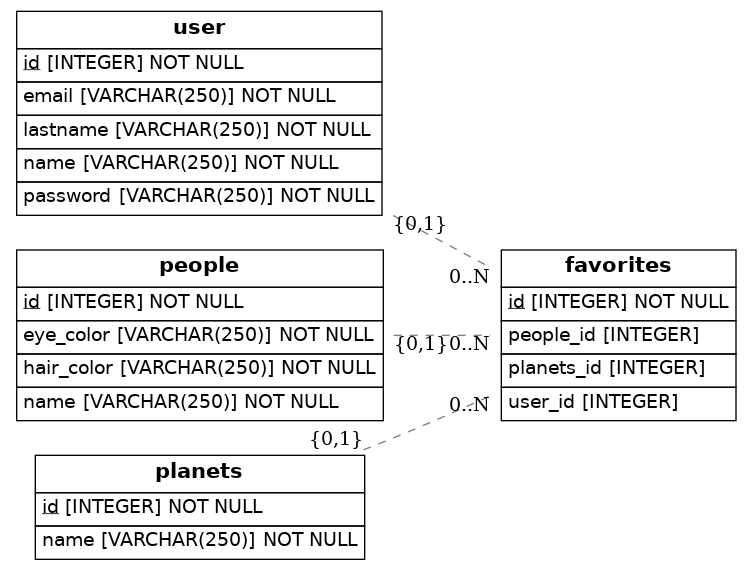 user
id [INTEGER] NOT NULL
email [VARCHAR(250)] NOT NULL
lastname [VARCHAR(250)] NOT NULL
name [VARCHAR(250)] NOT NULL
password [VARCHAR(250)] NOT NULL
{0,1}
0..N
people
id [INTEGER] NOT NULL
eye_color [VARCHAR(250)] NOT NULL
hair_color [VARCHAR(250)] NOT NULL
name [VARCHAR(250)] NOT NULL
{0,1}
0..N
favorites
id [INTEGER] NOT NULL
people_id [INTEGER]
planets_id [INTEGER]
user_id [INTEGER]
0..N
{0,1}
planets
id [INTEGER] NOT NULL
name [VARCHAR(250)] NOT NULL